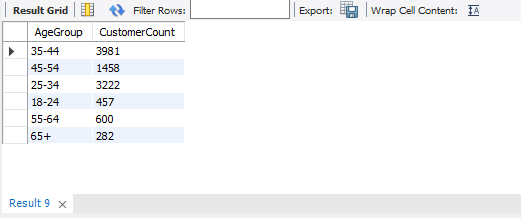 Result Grid Filter Rows: Export: Wrap Cell Content: IA
AgeGroup CustomerCount
35-44 3981
45-54 1458
25-34 3222
18-24 457
55-64 600
65+ 282
Result 9 ×